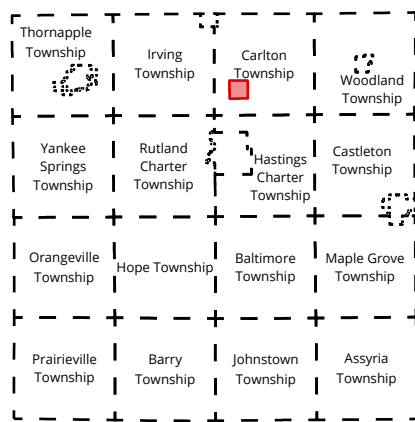 Thornapple
Township
Irving
Township
Carlton
Township
Woodland
Township
Yankee
Springs
Township
Rutland
Charter
Township
Hastings
Charter
Township
Castleton
Township
Orangeville
Township
Hope Township
Baltimore
Township
Maple Grove
Township
Prairieville
Township
Barry
Township
Johnstown
Township
Assyria
Township